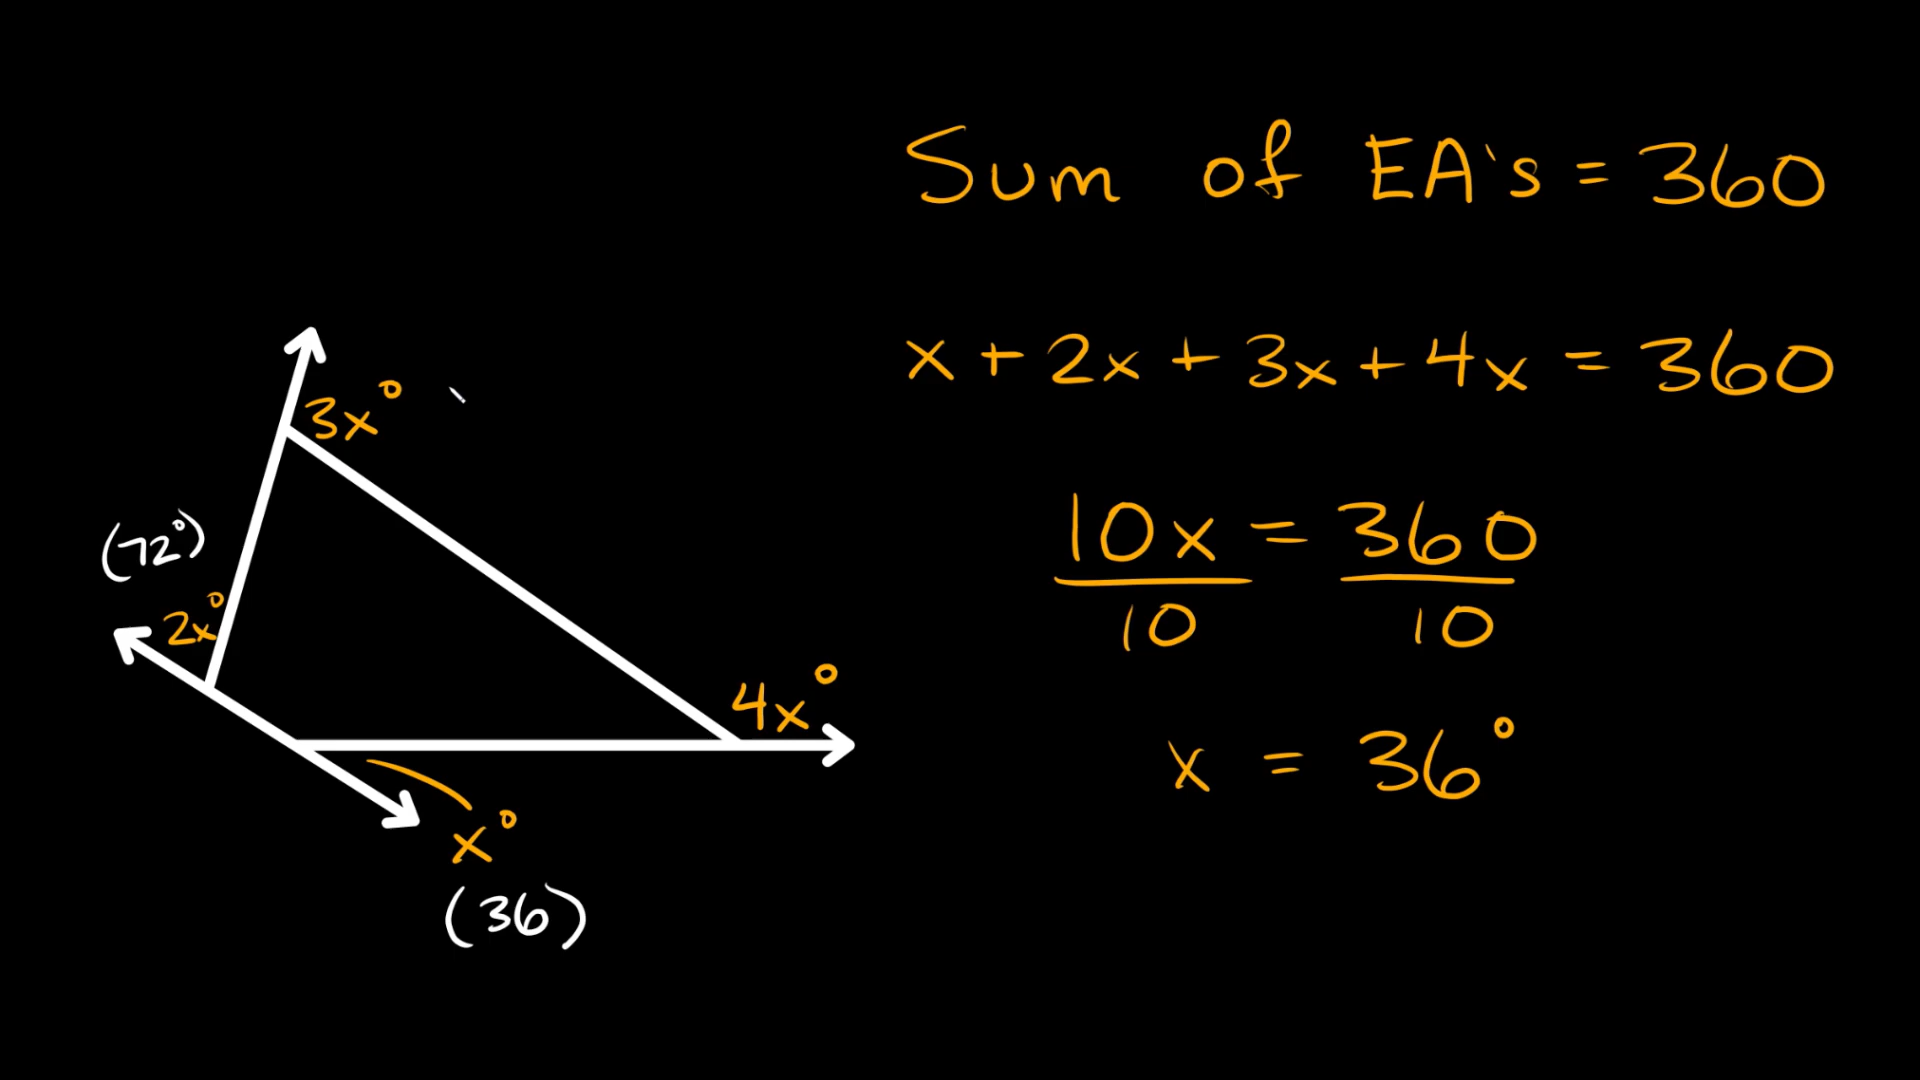 Sum of EA's = 360
x + 2x + 3x + 4x = 360
10x = 360
10 10
x = 36°
3x°
(72°)
2x°
4x°
x°
(36)